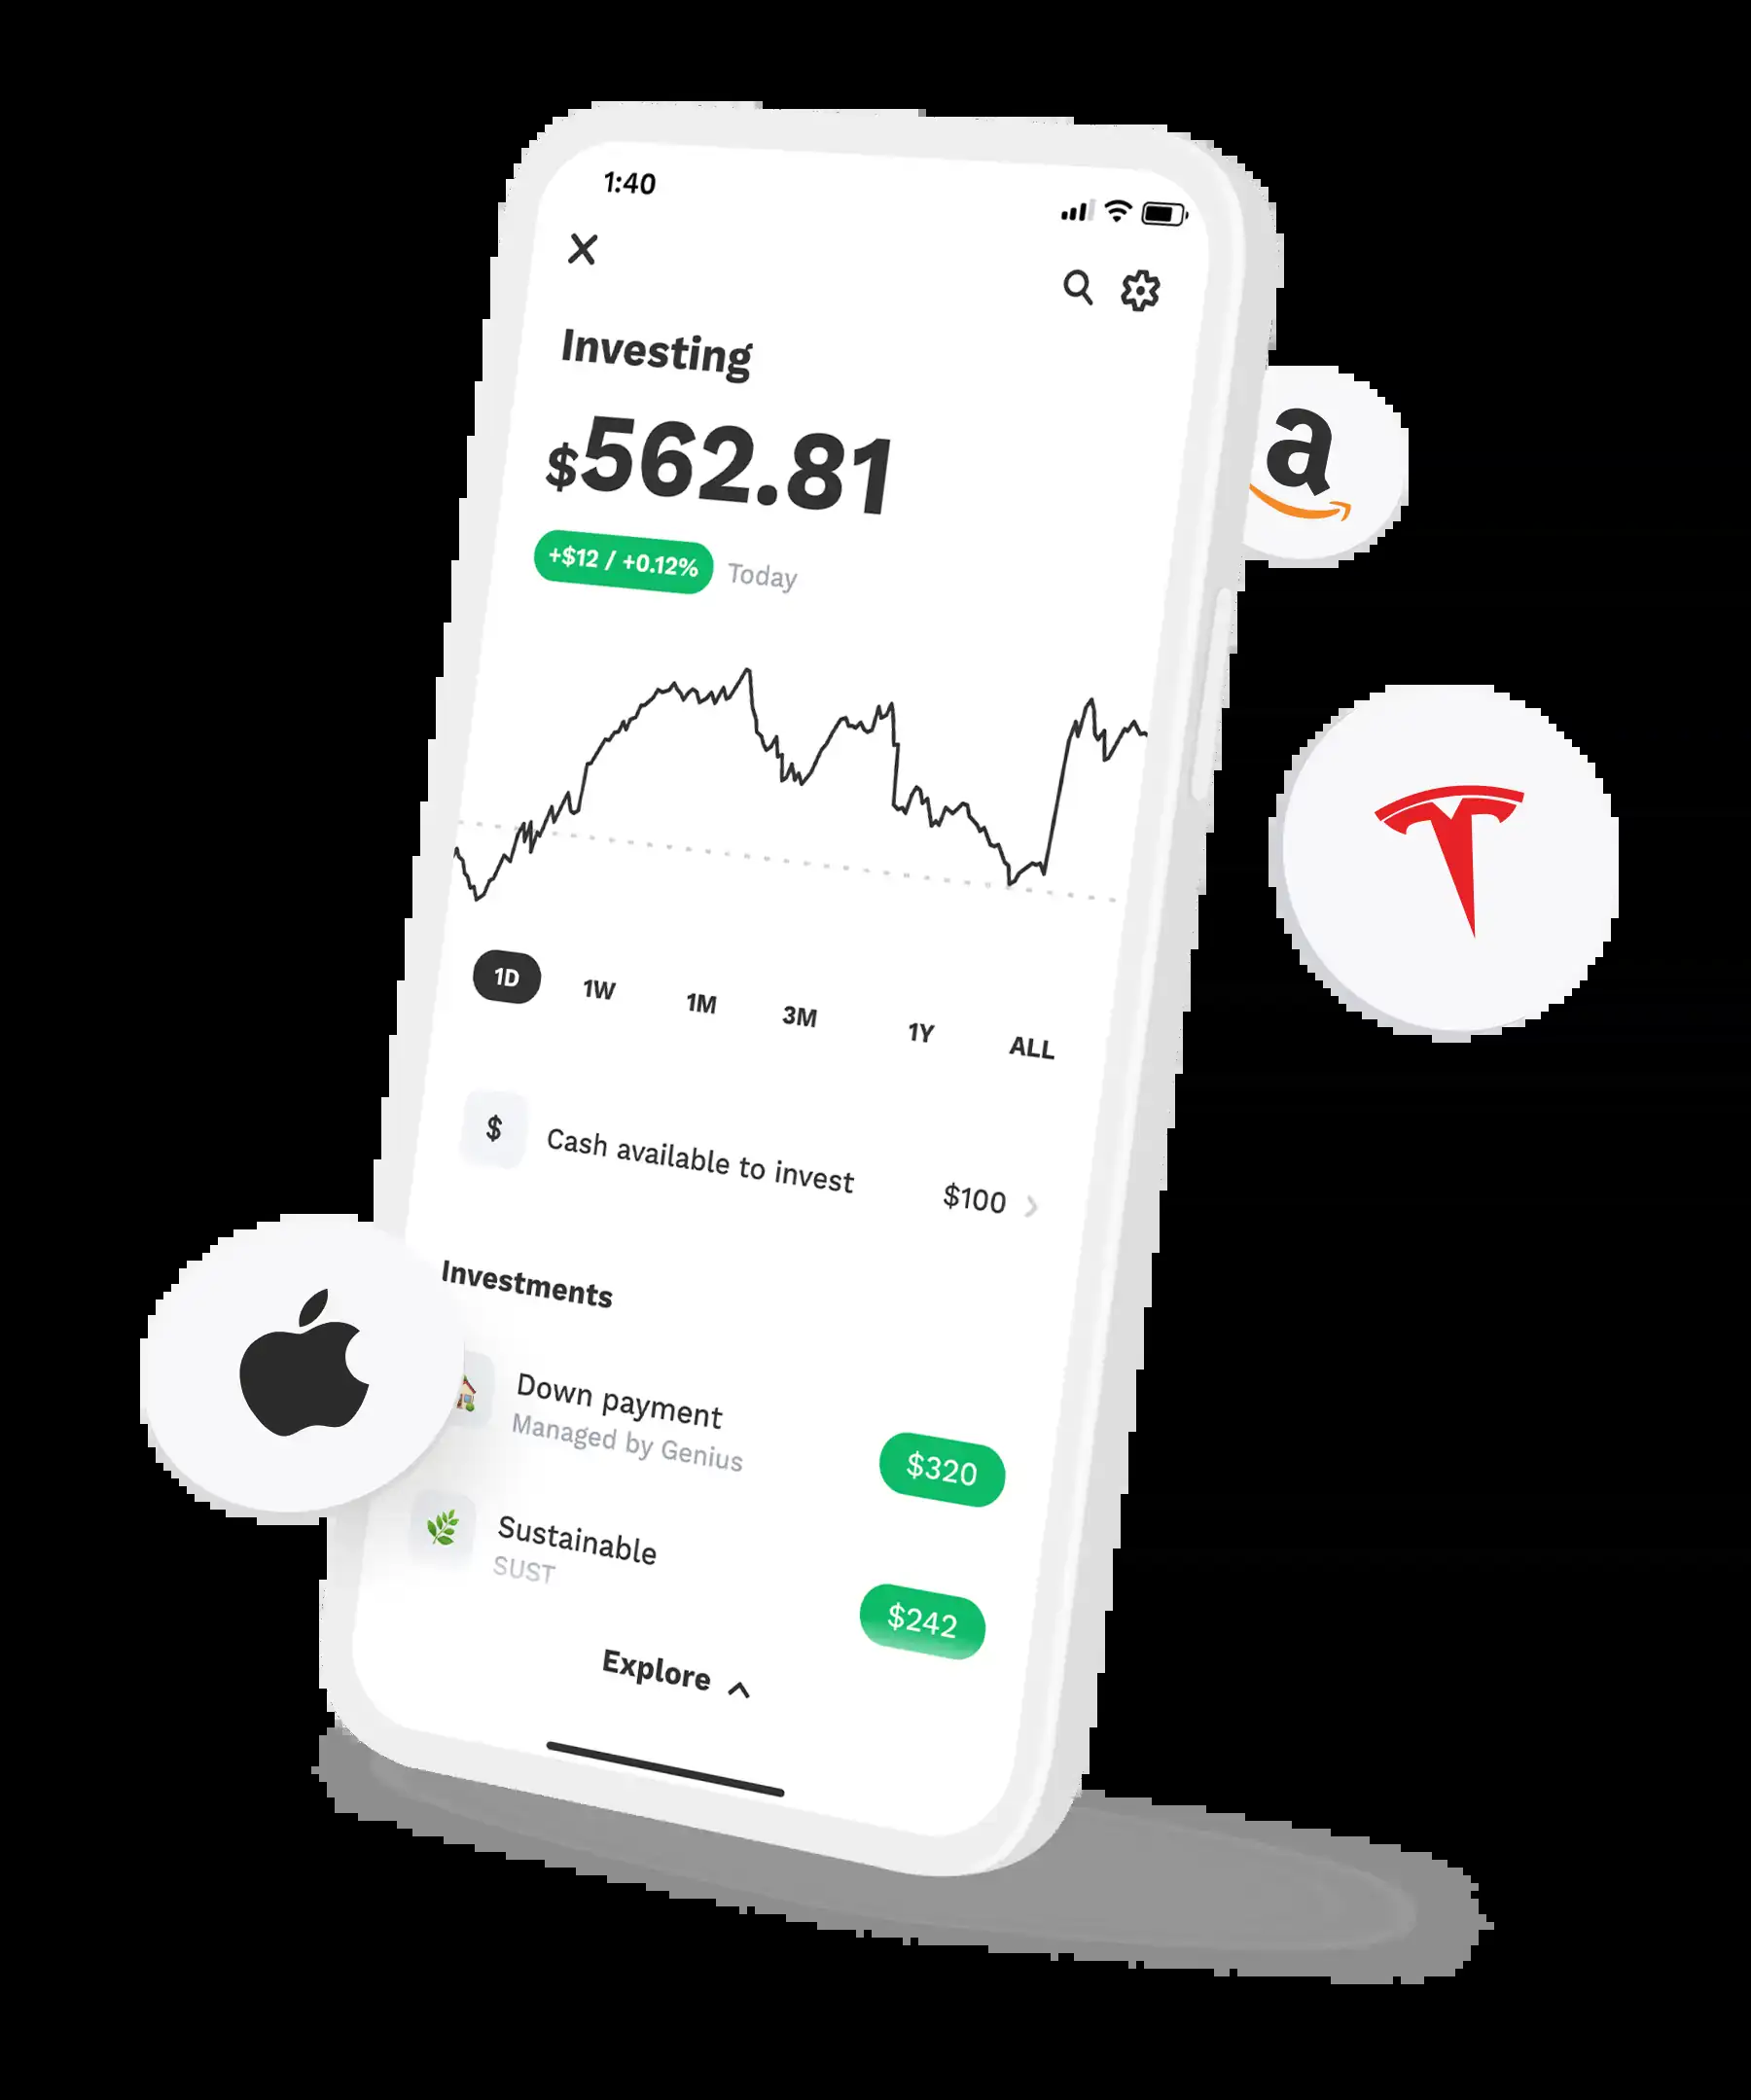 1:40
Investing
$562.81
+$12 / +0.12% Today
1D 1W 1M 3M 1Y ALL
$ Cash available to invest $100
Investments
Down payment
Managed by Genius
$320
Sustainable
SUST
$242
Explore
a